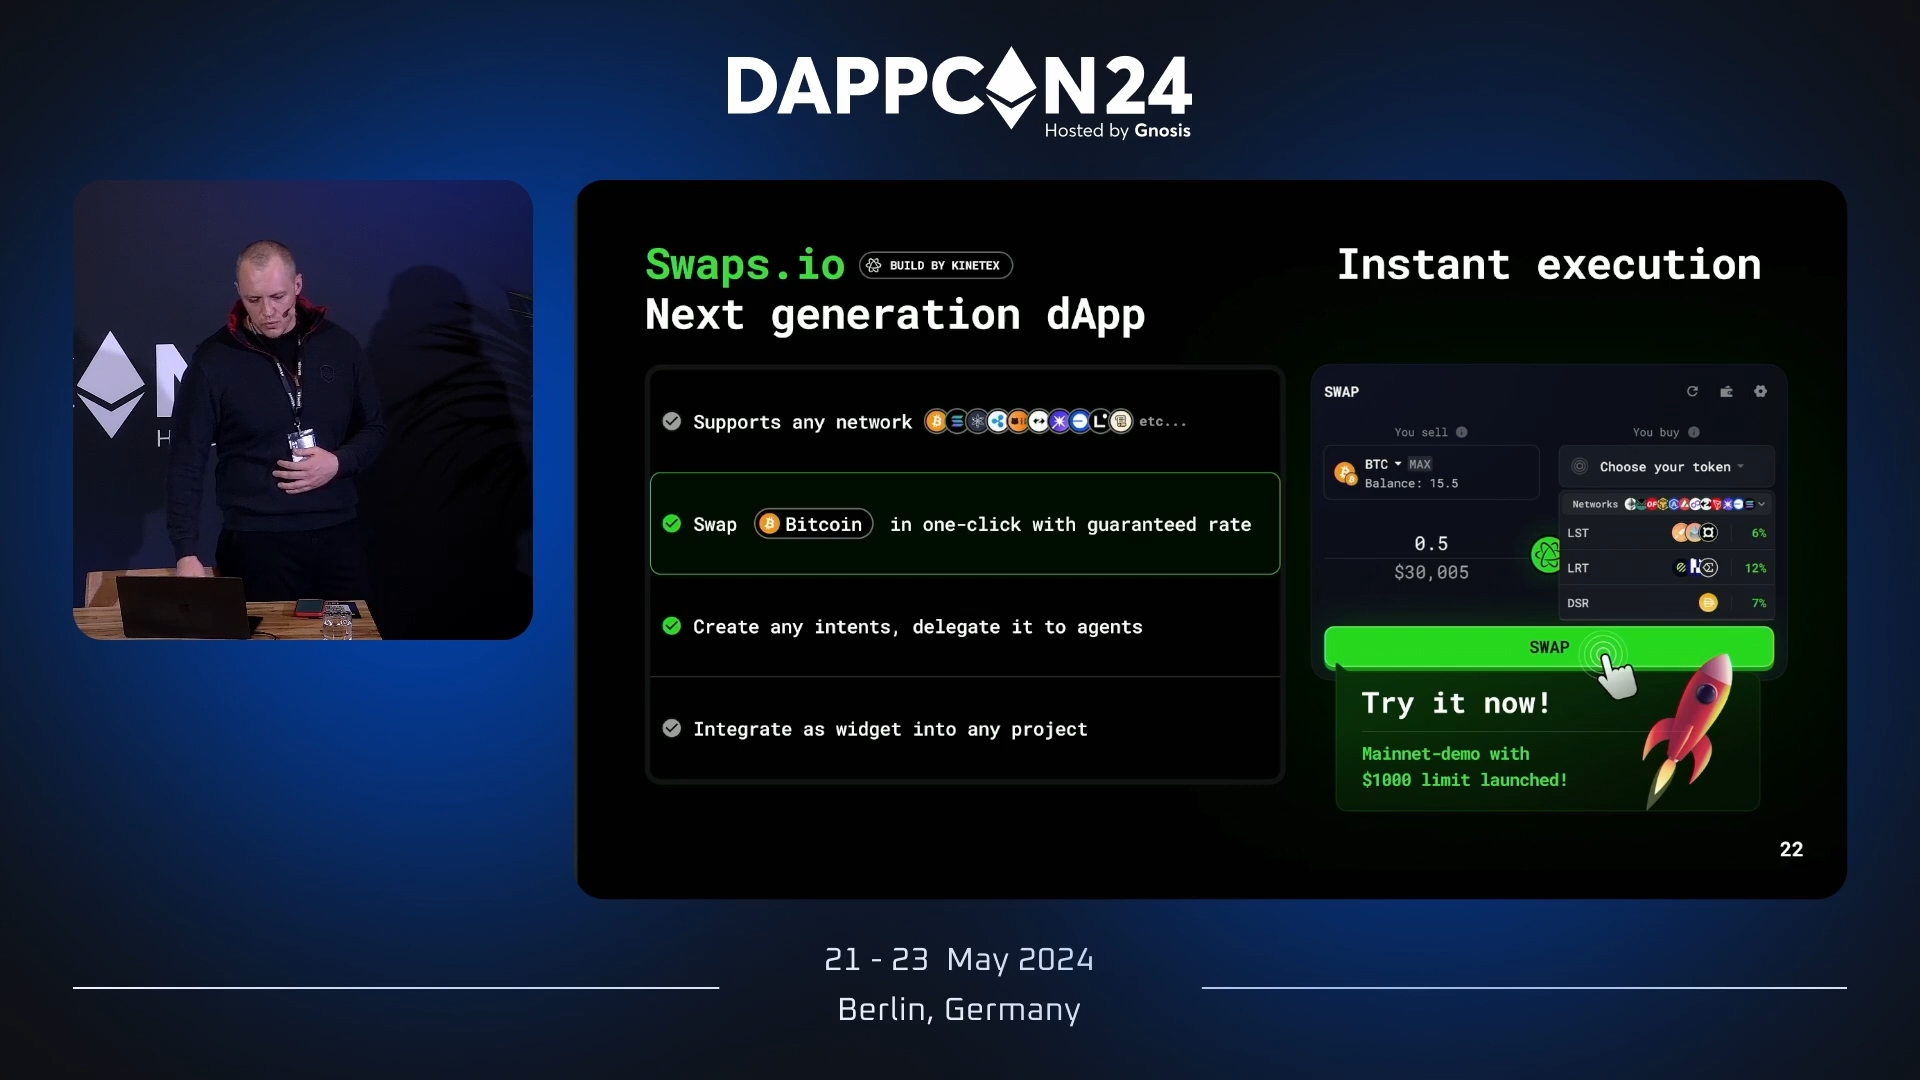 DAPPCON24
Hosted by Gnosis
Swaps.io
BUILD BY KINETEX
Next generation dApp
Instant execution
Supports any network
etc...
Swap Bitcoin in one-click with guaranteed rate
Create any intents, delegate it to agents
Integrate as widget into any project
SWAP
You sell
You buy
BTC MAX
Balance: 15.5
Choose your token
Networks
LST 6%
LRT 12%
DSR 7%
0.5
$30,005
SWAP
Try it now!
Mainnet-demo with
$1000 limit launched!
22
21 - 23 May 2024
Berlin, Germany